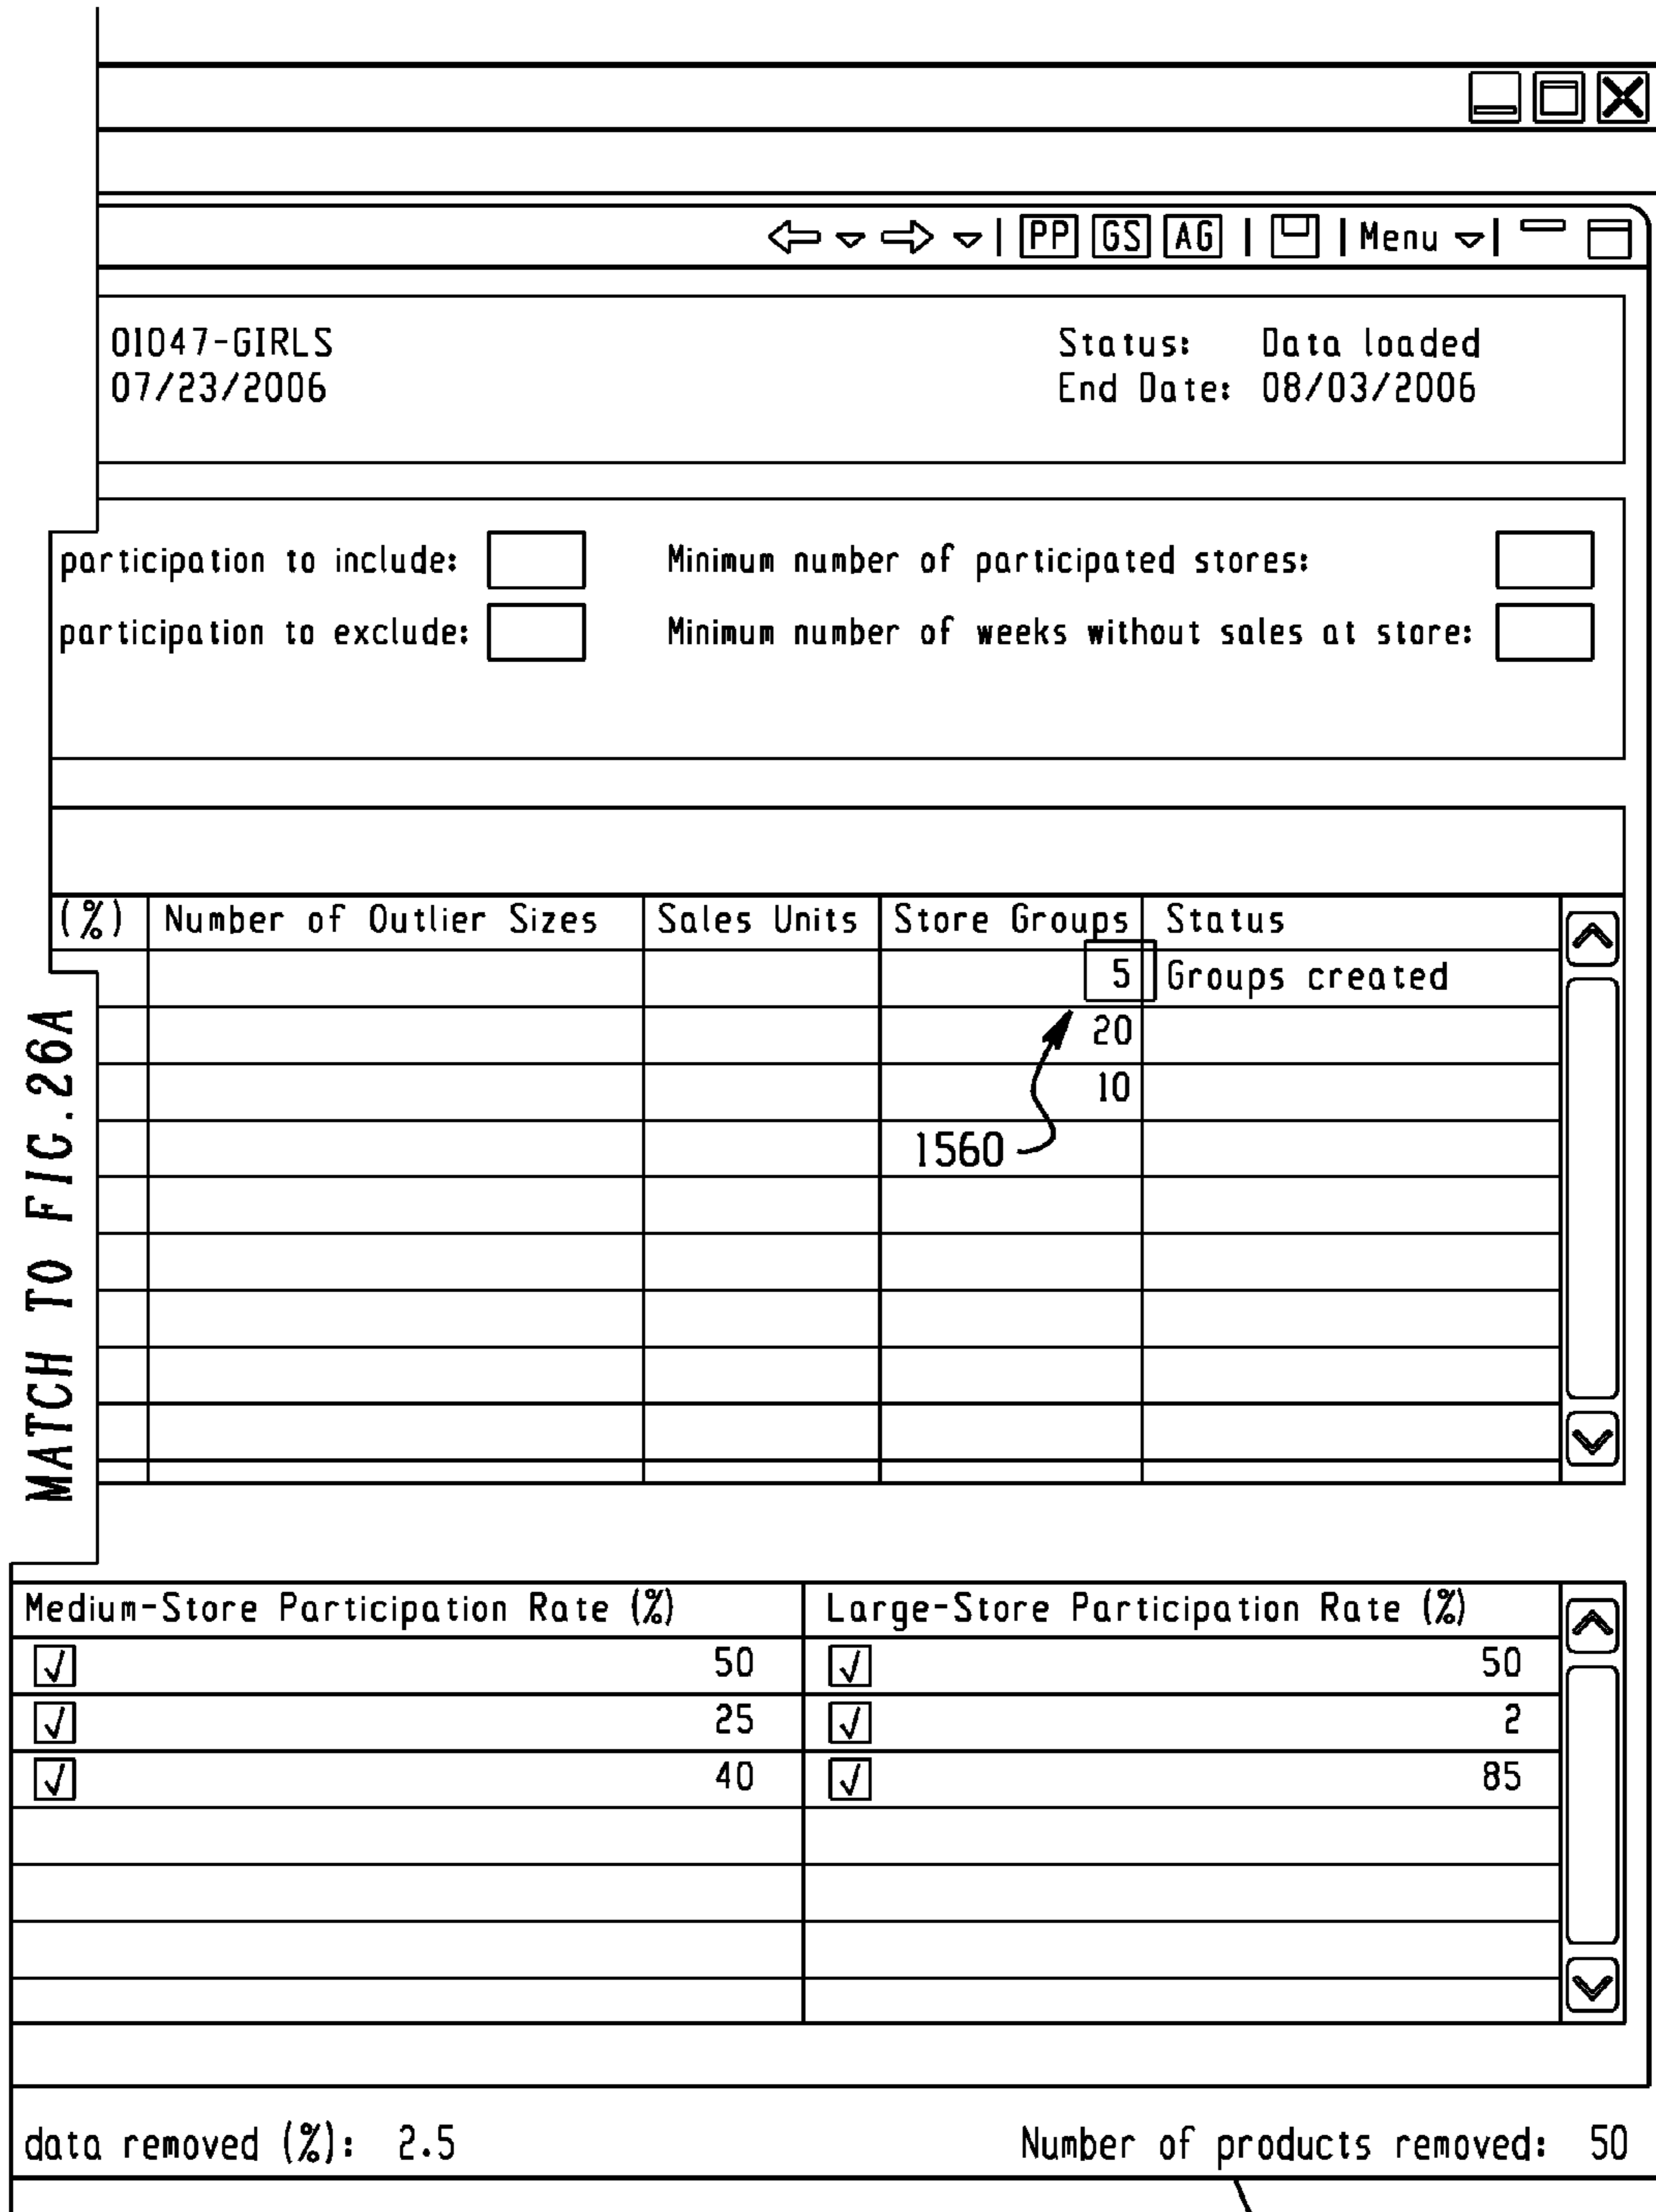 PP GS AG Menu
01047-GIRLS Status: Data loaded
07/23/2006 End Date: 08/03/2006
participation to include: Minimum number of participated stores:
participation to exclude: Minimum number of weeks without sales at store:
(%) Number of Outlier Sizes Sales Units Store Groups Status
5 Groups created
20
10
1560
MATCH TO FIG.26A
Medium-Store Participation Rate (%) Large-Store Participation Rate (%)
50 50
25 2
40 85
data removed (%): 2.5 Number of products removed: 50